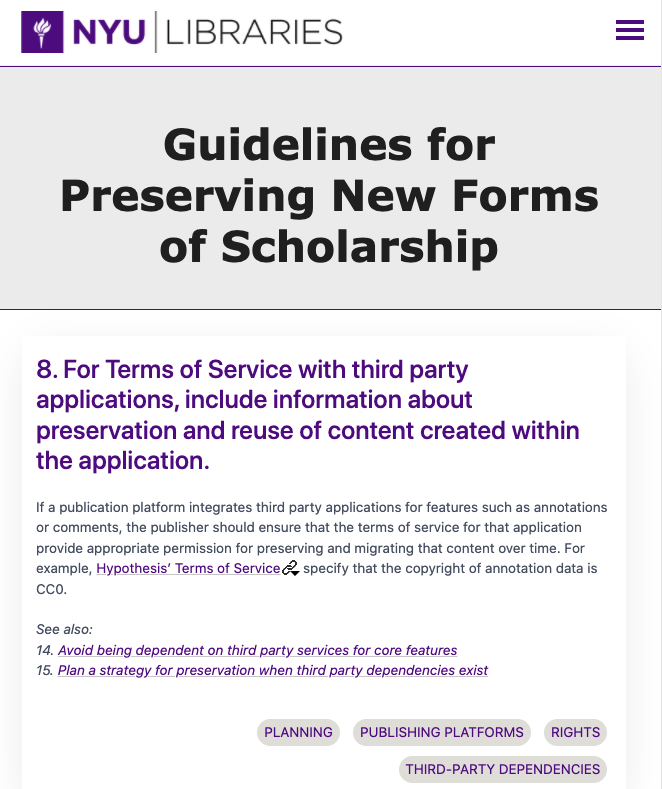 NYU LIBRARIES
Guidelines for
Preserving New Forms
of Scholarship
8. For Terms of Service with third party
applications, include information about
preservation and reuse of content created within
the application.
If a publication platform integrates third party applications for features such as annotations
or comments, the publisher should ensure that the terms of service for that application
provide appropriate permission for preserving and migrating that content over time. For
example, Hypothesis’ Terms of Service specify that the copyright of annotation data is
CC0.
See also:
14. Avoid being dependent on third party services for core features
15. Plan a strategy for preservation when third party dependencies exist
PLANNING PUBLISHING PLATFORMS RIGHTS
THIRD-PARTY DEPENDENCIES